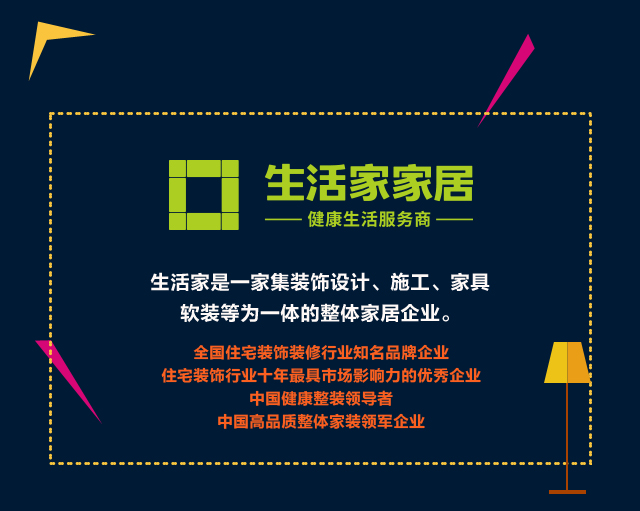 生活家家居
健康生活服务商
生活家是一家集装饰设计、施工、家具
软装等为一体的整体家居企业。
全国住宅装饰装修行业知名品牌企业
住宅装饰行业十年最具市场影响力的优秀企业
中国健康整装领导者
中国高品质整体家装领军企业